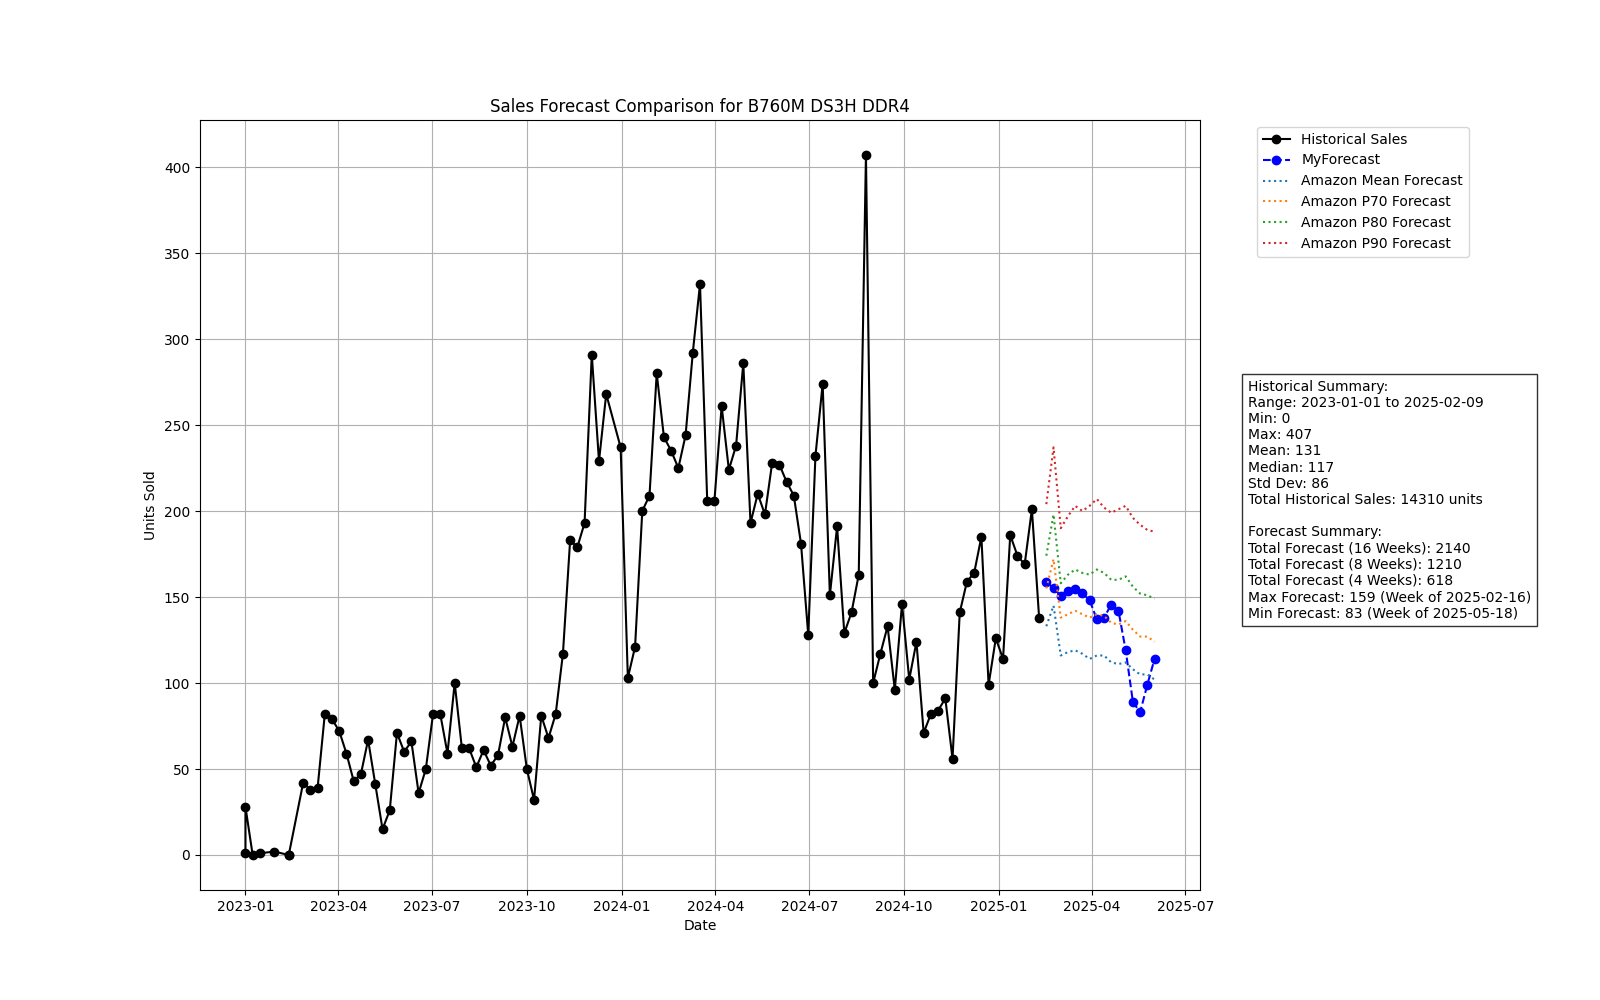 Sales Forecast Comparison for B760M DS3H DDR4
Units Sold
400
350
300
250
200
150
100
50
0
2023-01
2023-04
2023-07
2023-10
2024-01
2024-04
2024-07
2024-10
2025-01
2025-04
2025-07
Date
Historical Sales
MyForecast
Amazon Mean Forecast
Amazon P70 Forecast
Amazon P80 Forecast
Amazon P90 Forecast
Historical Summary:
Range: 2023-01-01 to 2025-02-09
Min: 0
Max: 407
Mean: 131
Median: 117
Std Dev: 86
Total Historical Sales: 14310 units
Forecast Summary:
Total Forecast (16 Weeks): 2140
Total Forecast (8 Weeks): 1210
Total Forecast (4 Weeks): 618
Max Forecast: 159 (Week of 2025-02-16)
Min Forecast: 83 (Week of 2025-05-18)